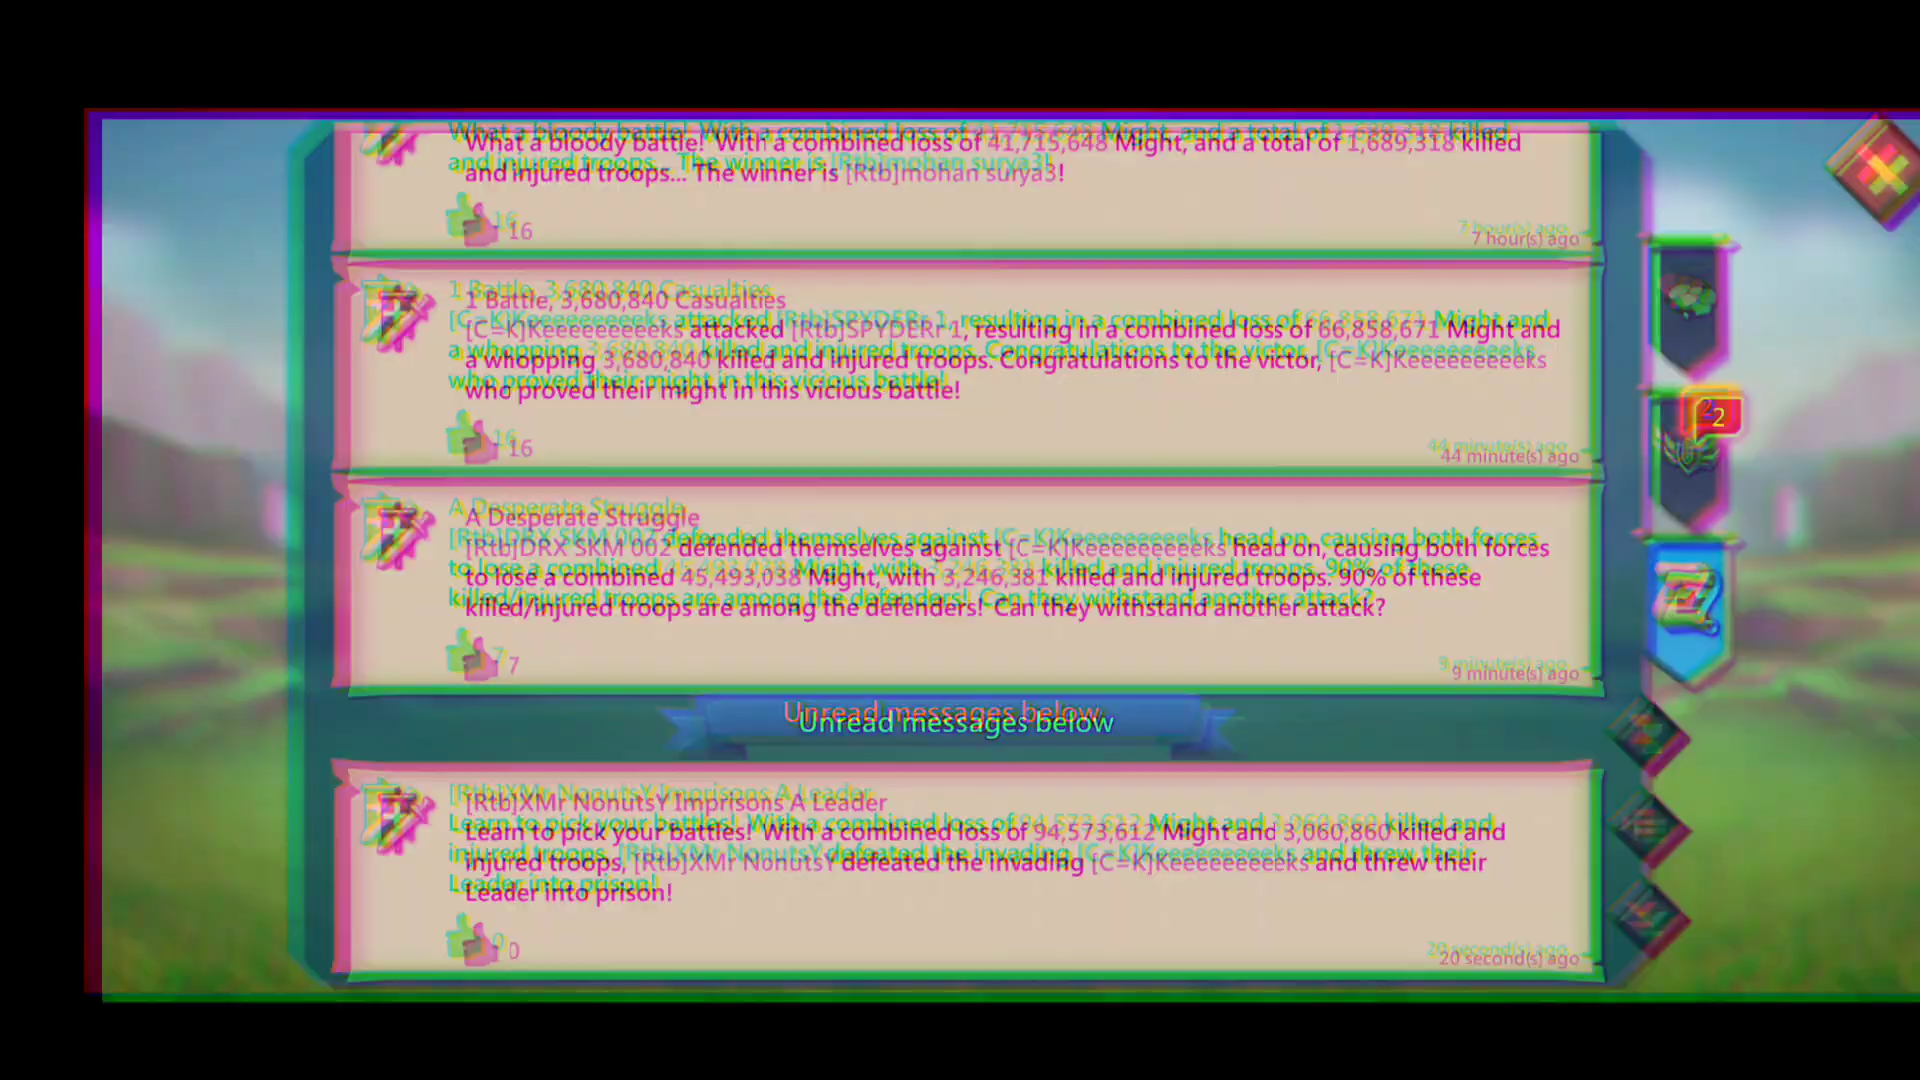 What a bloody battle! With a combined loss of 41,715,648 Might, and a total of 1,689,318 killed
and injured troops... The winner is [Rtb]mohan surya3!
16
7 hour(s) ago
1 Battle, 3,680,840 Casualties
[C=K]Keeeeeeeeks attacked [Rtb]SPYDERr 1, resulting in a combined loss of 66,858,671 Might and
a whopping 3,680,840 killed and injured troops. Congratulations to the victor, [C=K]Keeeeeeeeks
who proved their might in this vicious battle!
16
44 minute(s) ago
2
A Desperate Struggle
[Rtb]DRX SKM 002 defended themselves against [C=K]Keeeeeeeeks head on, causing both forces
to lose a combined 45,493,038 Might, with 3,246,381 killed and injured troops. 90% of these
killed/injured troops are among the defenders! Can they withstand another attack?
7
9 minute(s) ago
Unread messages below
[Rtb]XMr NonutsY Imprisons A Leader
Learn to pick your battles! With a combined loss of 94,573,612 Might and 3,060,860 killed and
injured troops, [Rtb]XMr NonutsY defeated the invading [C=K]Keeeeeeeeks and threw their
Leader into prison!
0
20 second(s) ago